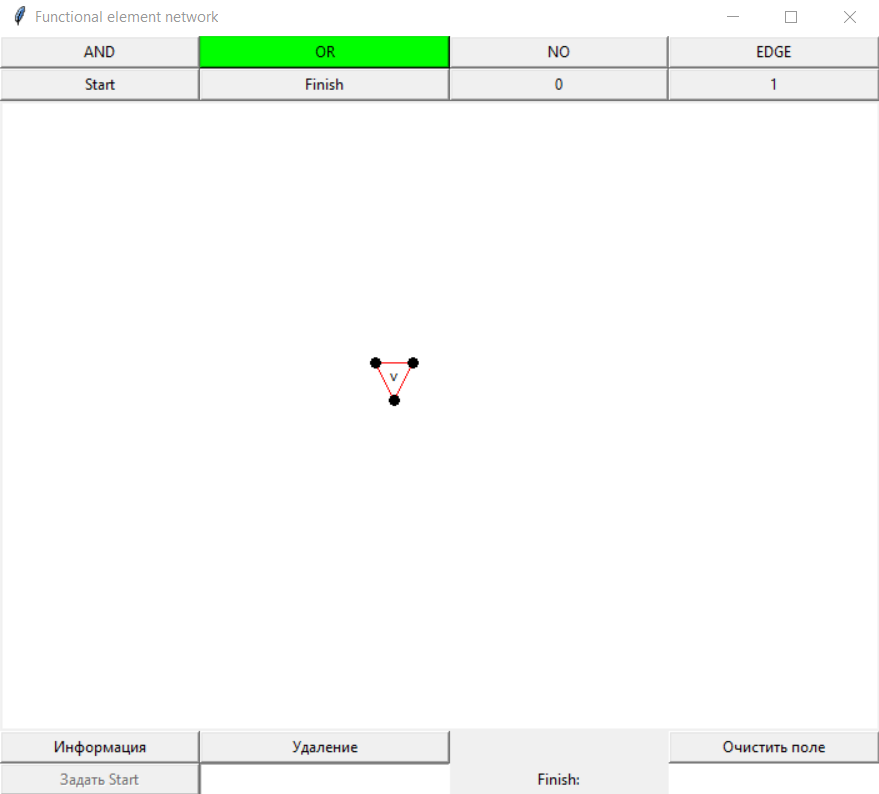 Functional element network
AND OR NO EDGE
Start Finish 0 1
v
Информация Удаление Очистить поле
Задать Start Finish: